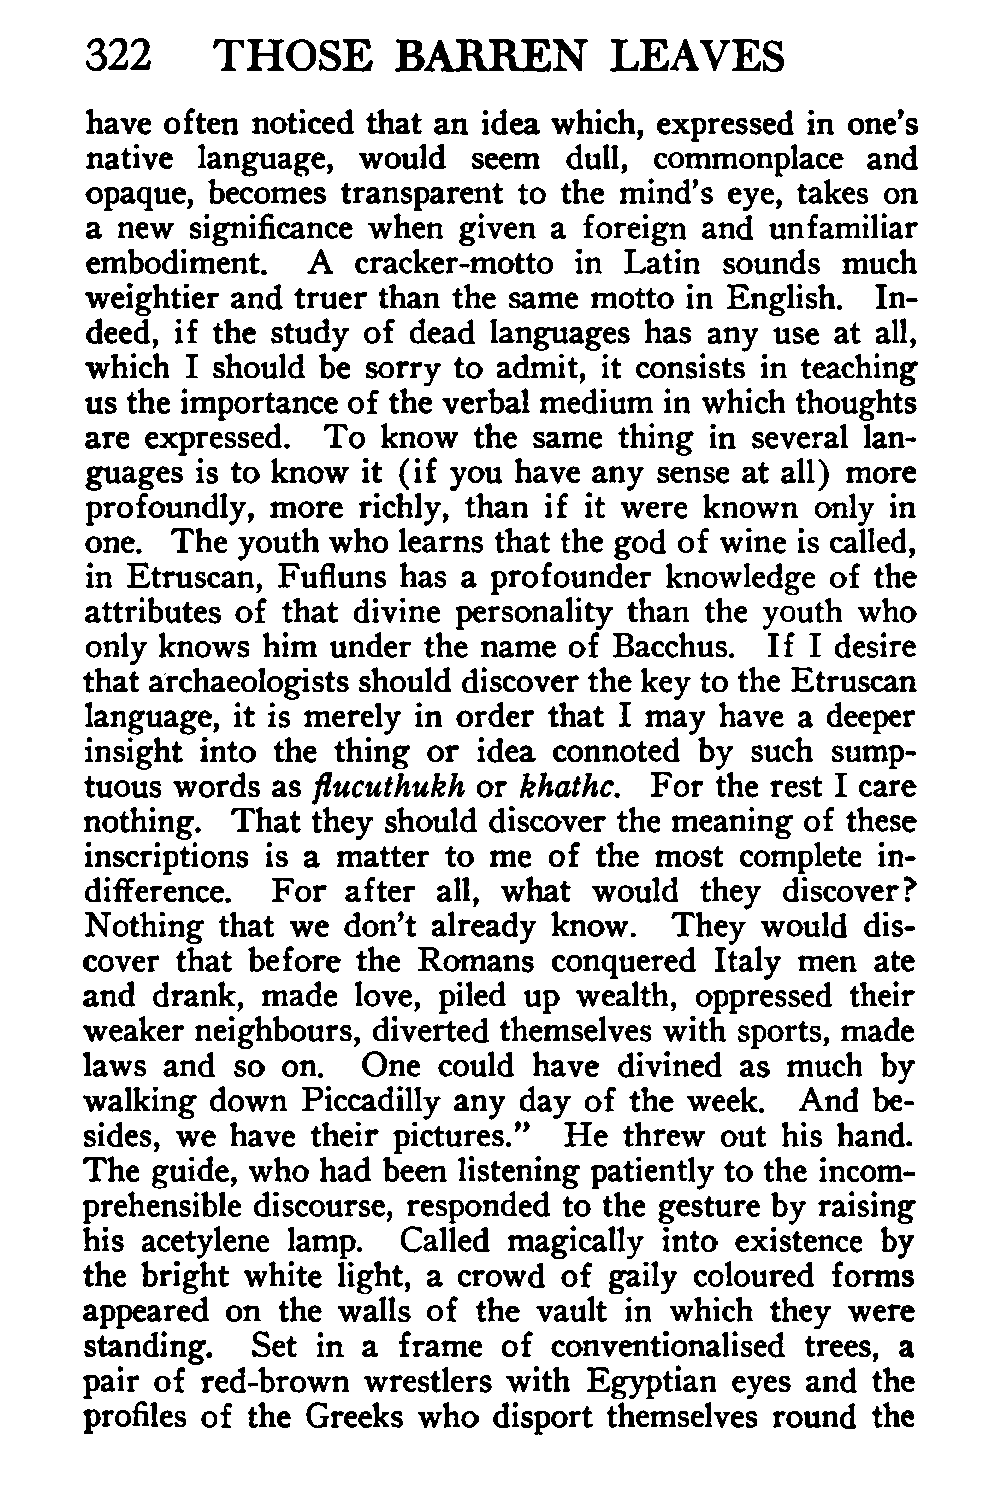 322 THOSE BARREN LEAVES
have often noticed that an idea which, expressed in one's
native language, would seem dull, commonplace and
opaque, becomes transparent to the mind's eye, takes on
a new significance when given a foreign and unfamiliar
embodiment. A cracker-motto in Latin sounds much
weightier and truer than the same motto in English. In-
deed, if the study of dead languages has any use at all,
which I should be sorry to admit, it consists in teaching
us the importance of the verbal medium in which thoughts
are expressed. To know the same thing in several lan-
guages is to know it (if you have any sense at all) more
profoundly, more richly, than if it were known only in
one. The youth who learns that the god of wine is called,
in Etruscan, Fufluns has a profounder knowledge of the
attributes of that divine personality than the youth who
only knows him under the name of Bacchus. If I desire
that archaeologists should discover the key to the Etruscan
language, it is merely in order that I may have a deeper
insight into the thing or idea connoted by such sump-
tuous words as flucuthukh or khathc. For the rest I care
nothing. That they should discover the meaning of these
inscriptions is a matter to me of the most complete in-
difference. For after all, what would they discover?
Nothing that we don't already know. They would dis-
cover that before the Romans conquered Italy men ate
and drank, made love, piled up wealth, oppressed their
weaker neighbours, diverted themselves with sports, made
laws and so on. One could have divined as much by
walking down Piccadilly any day of the week. And be-
sides, we have their pictures." He threw out his hand.
The guide, who had been listening patiently to the incom-
prehensible discourse, responded to the gesture by raising
his acetylene lamp. Called magically into existence by
the bright white light, a crowd of gaily coloured forms
appeared on the walls of the vault in which they were
standing. Set in a frame of conventionalised trees, a
pair of red-brown wrestlers with Egyptian eyes and the
profiles of the Greeks who disport themselves round the